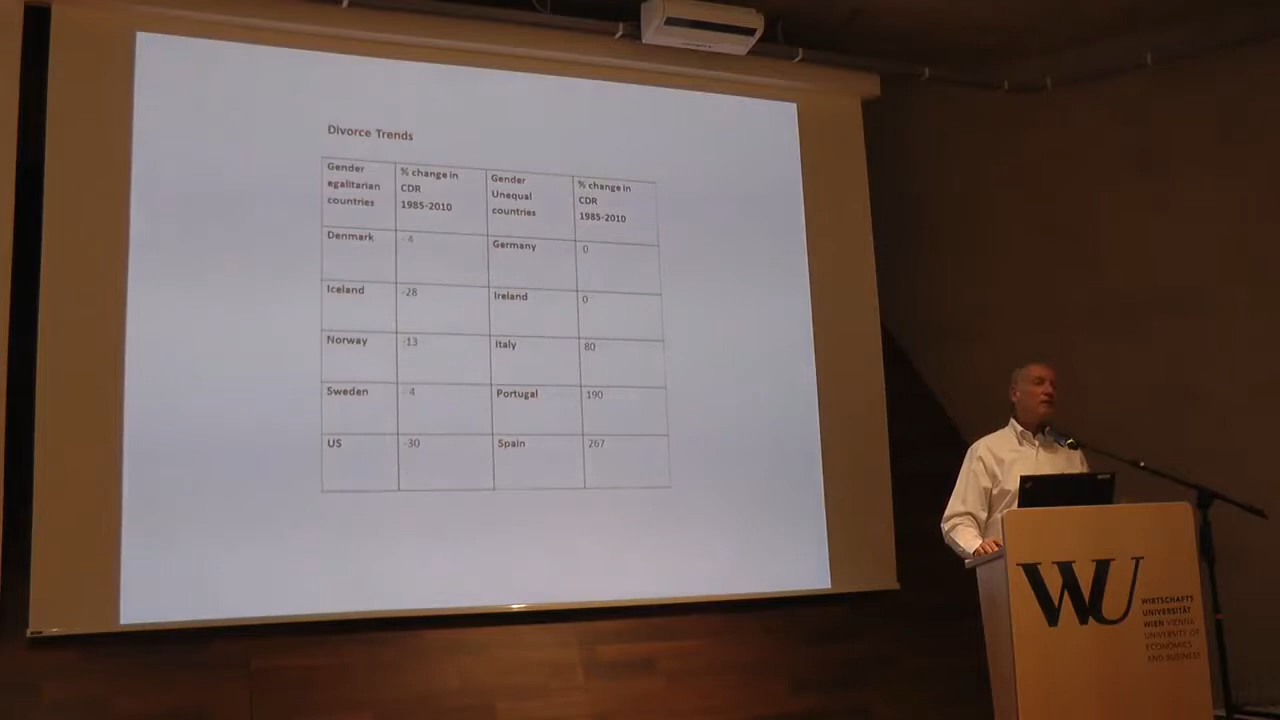 Divorce Trends
Gender
egalitarian
countries
% change in
CDR
1985-2010
Gender
Unequal
countries
% change in
CDR
1985-2010
Denmark
- 4
Germany
0
Iceland
-28
Ireland
0
Norway
-13
Italy
80
Sweden
- 4
Portugal
190
US
-30
Spain
267
WU
WIRTSCHAFTS
UNIVERSITÄT
WIEN VIENNA
UNIVERSITY OF
ECONOMICS
AND BUSINESS